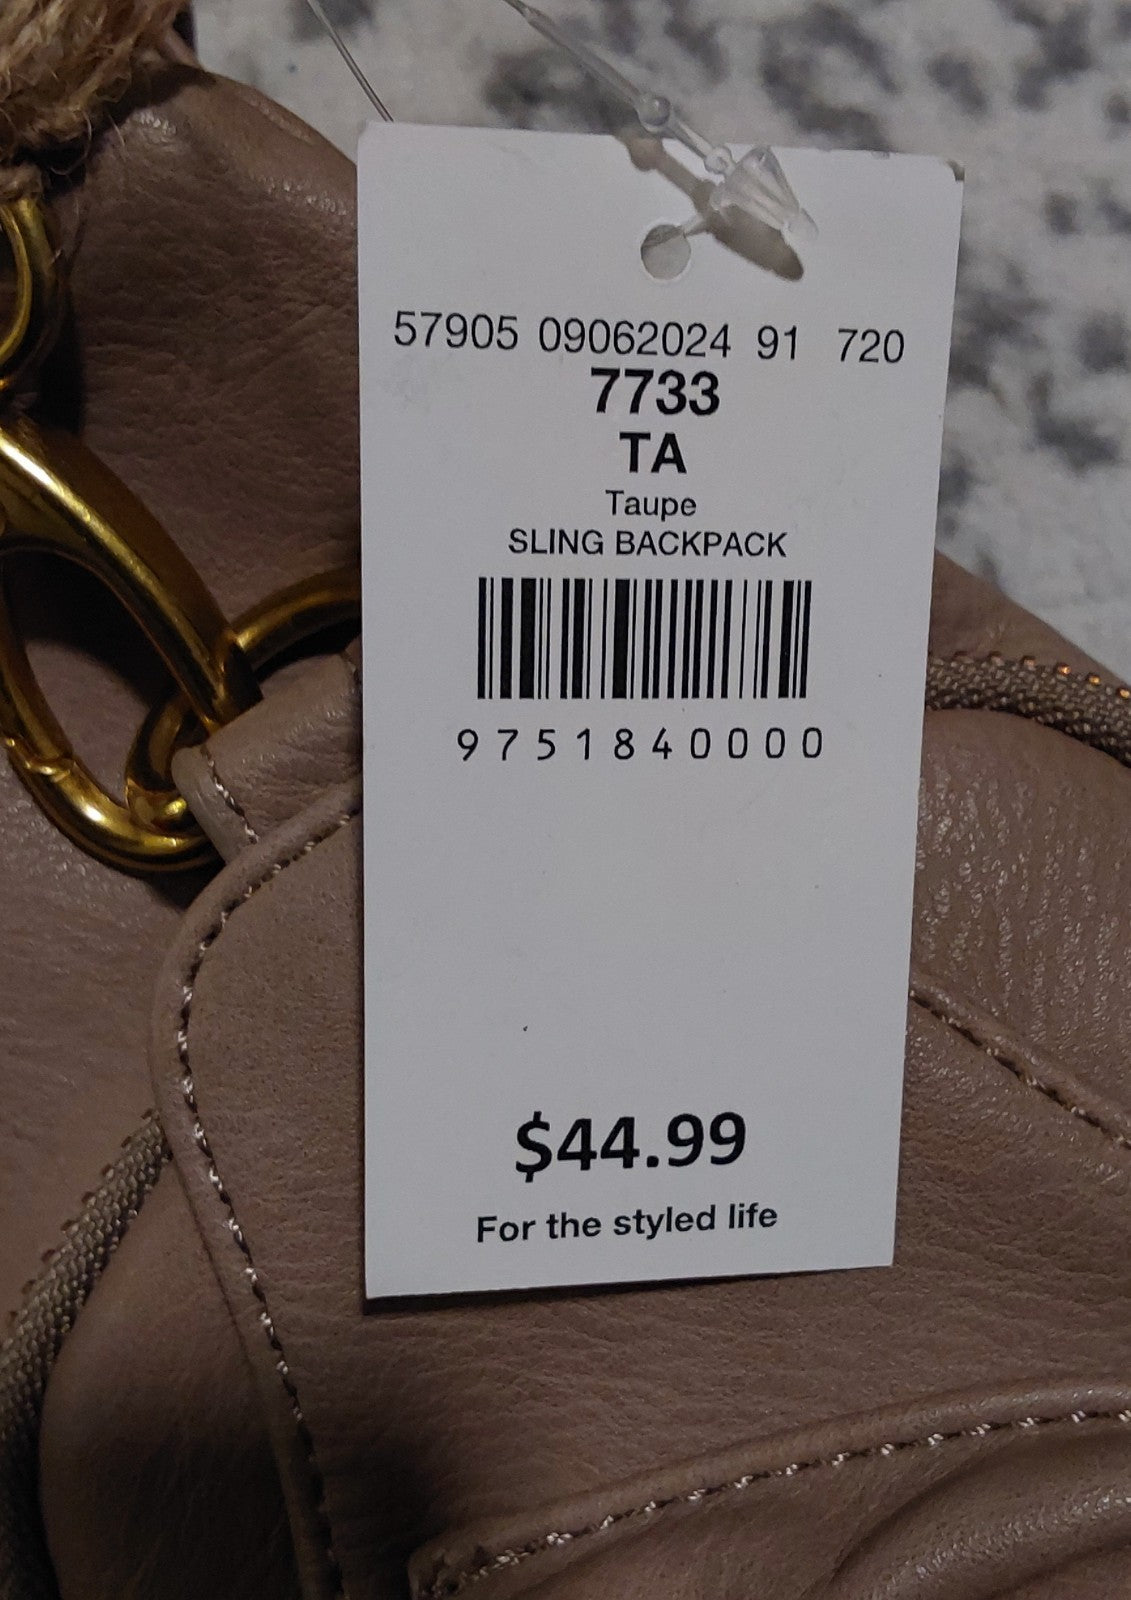 57905 09062024 91 720
7733
TA
Taupe
SLING BACKPACK
9751840000
$44.99
For the styled life